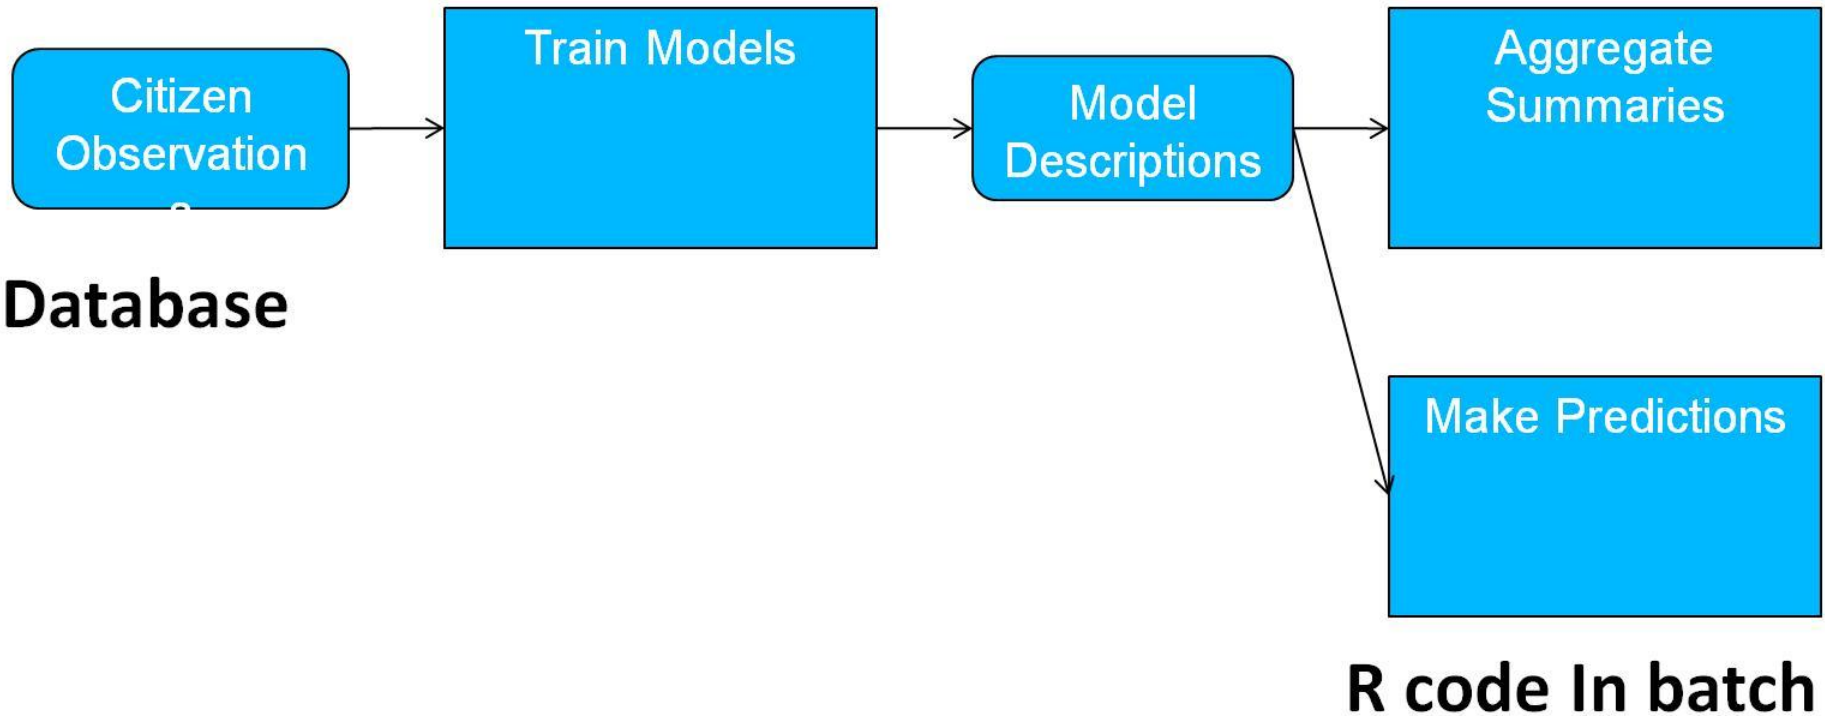 Citizen
Observation
s
Database
Train Models
Model
Descriptions
Aggregate
Summaries
Make Predictions
R code In batch